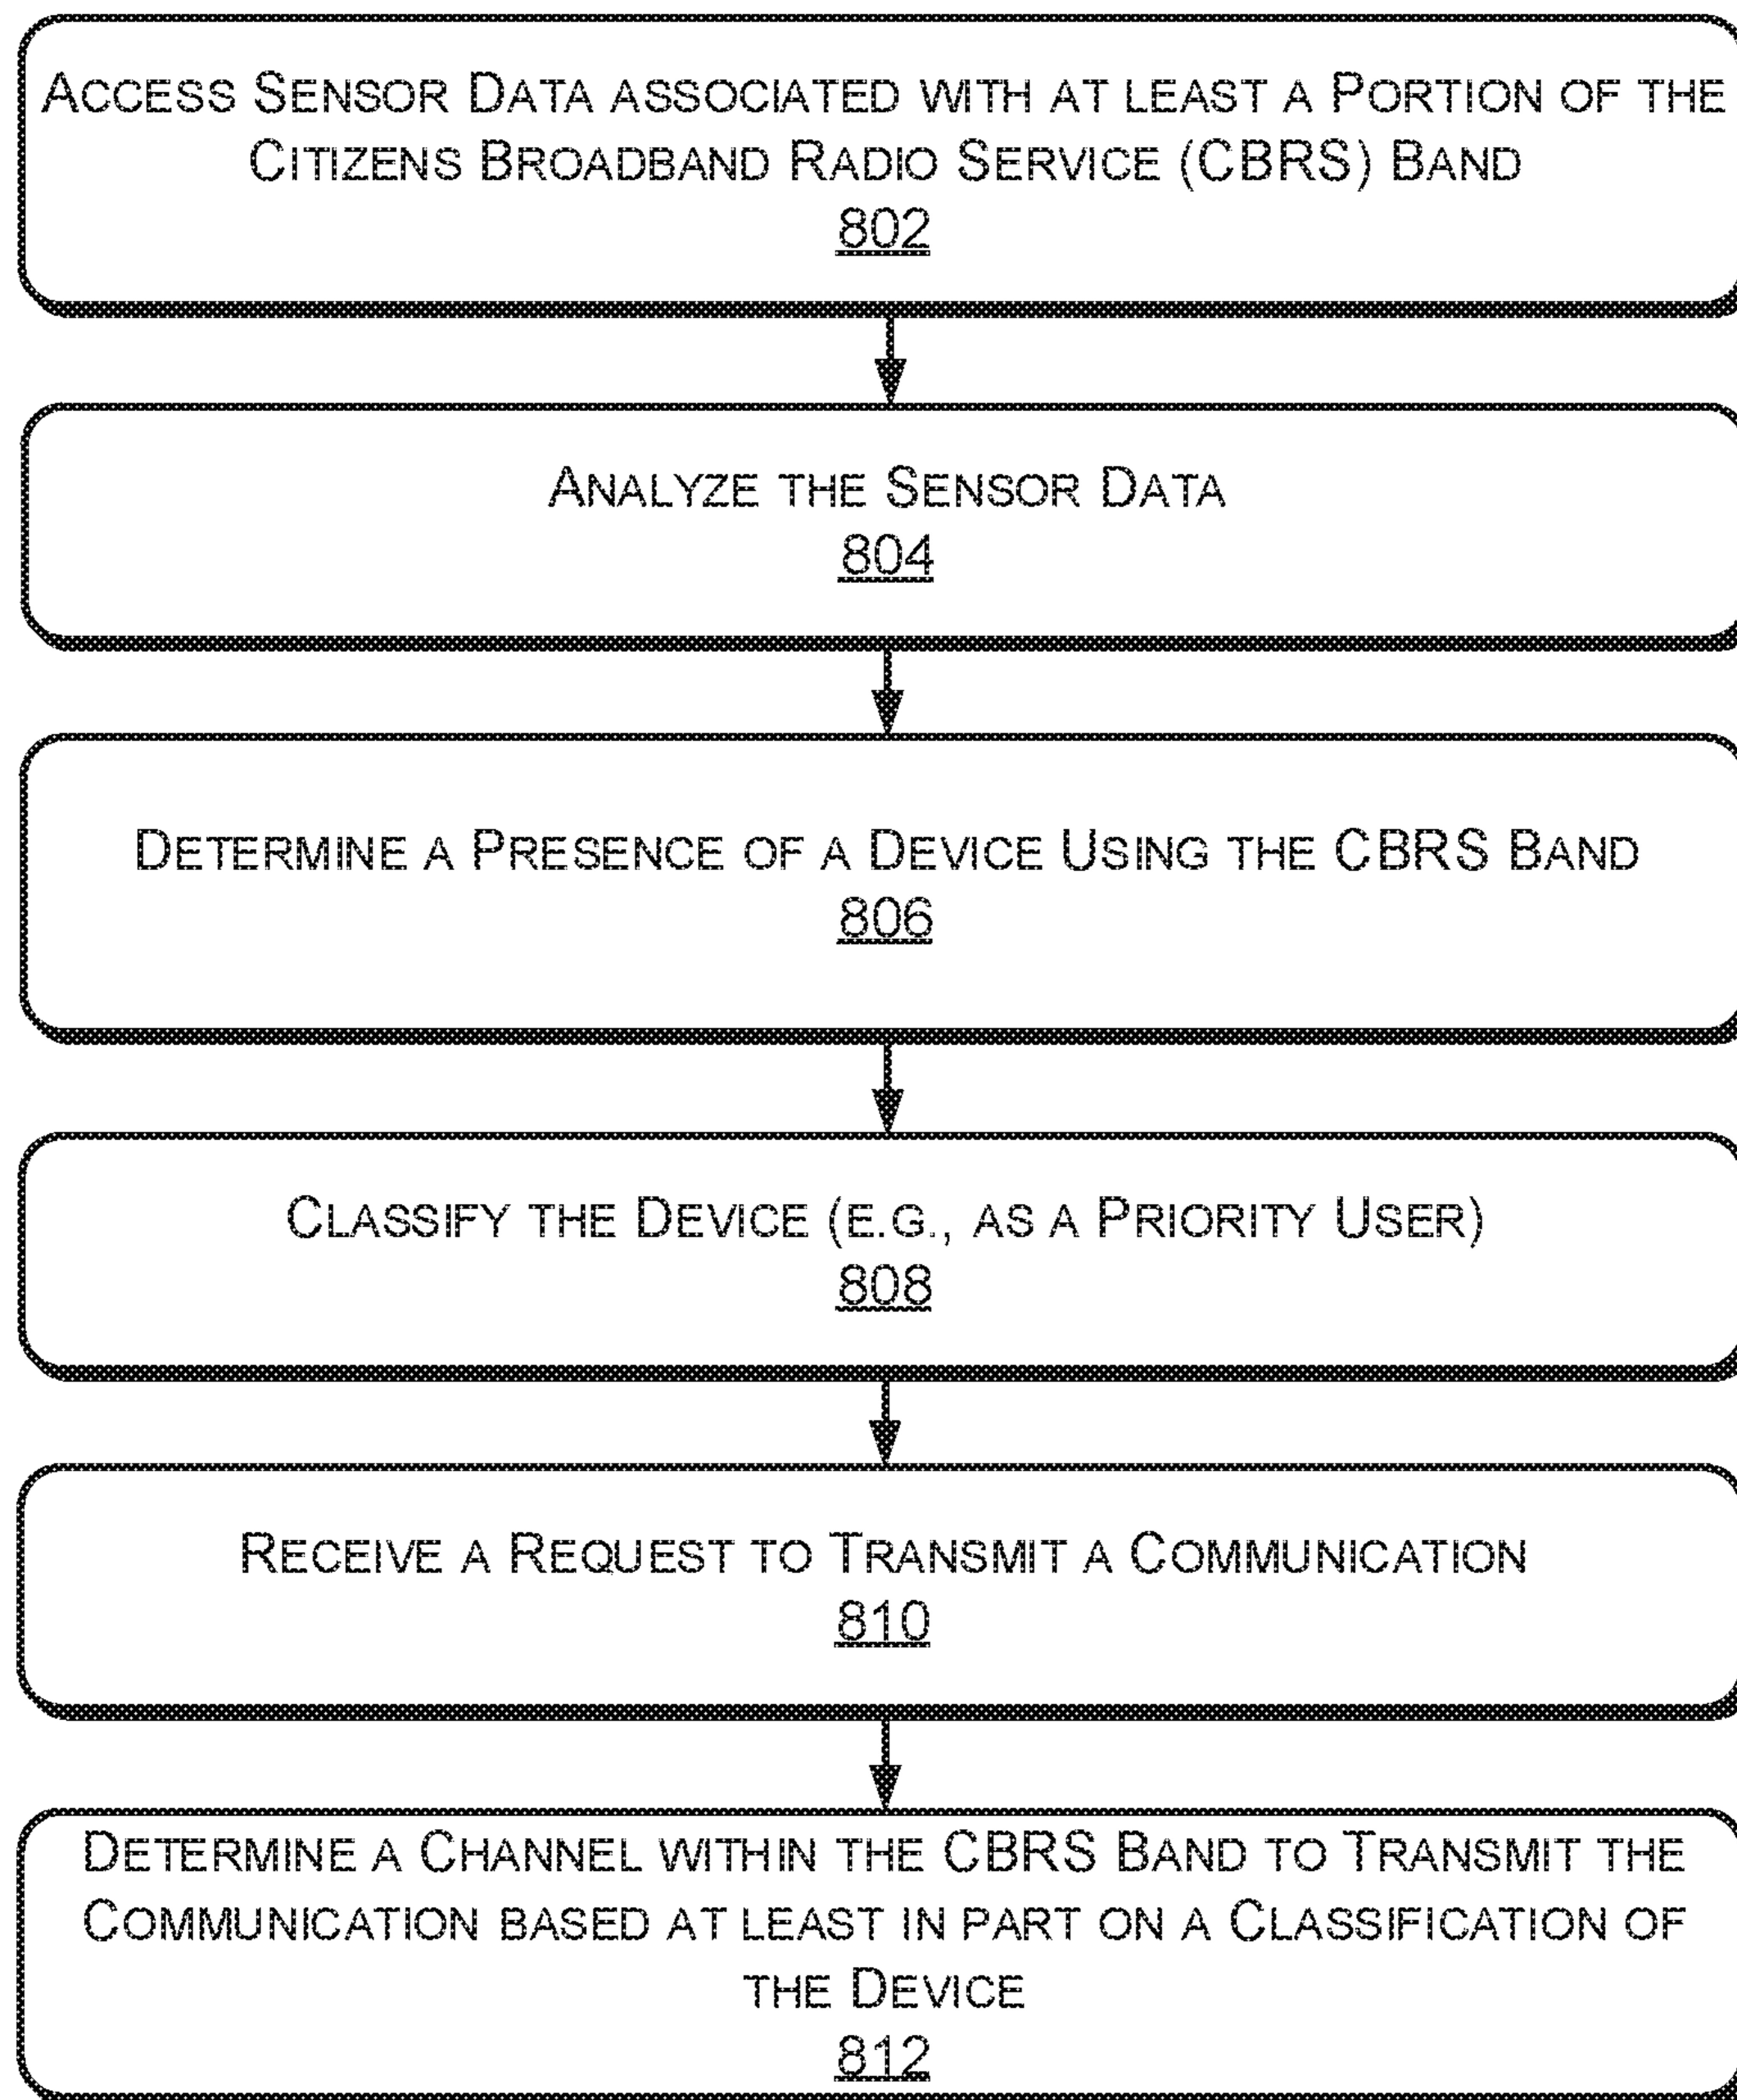 ACCESS SENSOR DATA ASSOCIATED WITH AT LEAST A PORTION OF THE
CITIZENS BROADBAND RADIO SERVICE (CBRS) BAND
802
ANALYZE THE SENSOR DATA
804
DETERMINE A PRESENCE OF A DEVICE USING THE CBRS BAND
806
CLASSIFY THE DEVICE (E.G., AS A PRIORITY USER)
808
RECEIVE A REQUEST TO TRANSMIT A COMMUNICATION
810
DETERMINE A CHANNEL WITHIN THE CBRS BAND TO TRANSMIT THE
COMMUNICATION BASED AT LEAST IN PART ON A CLASSIFICATION OF
THE DEVICE
812